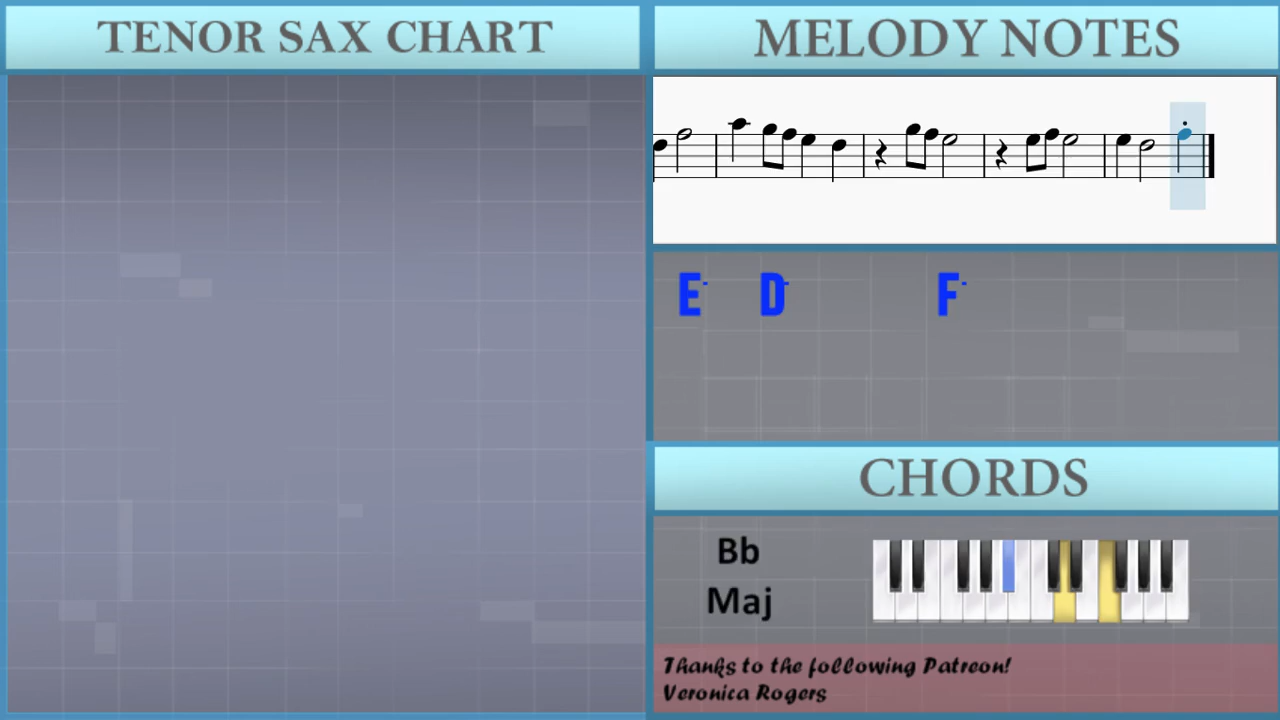 TENOR SAX CHART
MELODY NOTES
E- D- F-
CHORDS
Bb
Maj
Thanks to the following Patreon!
Veronica Rogers